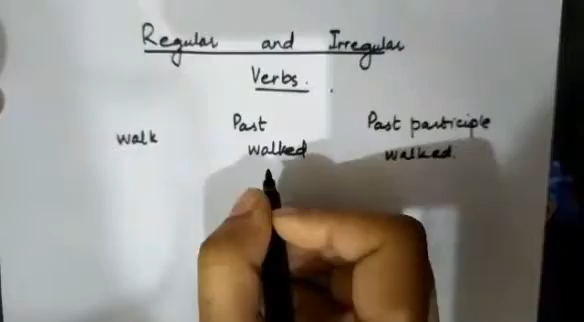 Regular and Irregular
Verbs.
Past Past participle
walk walked walked.